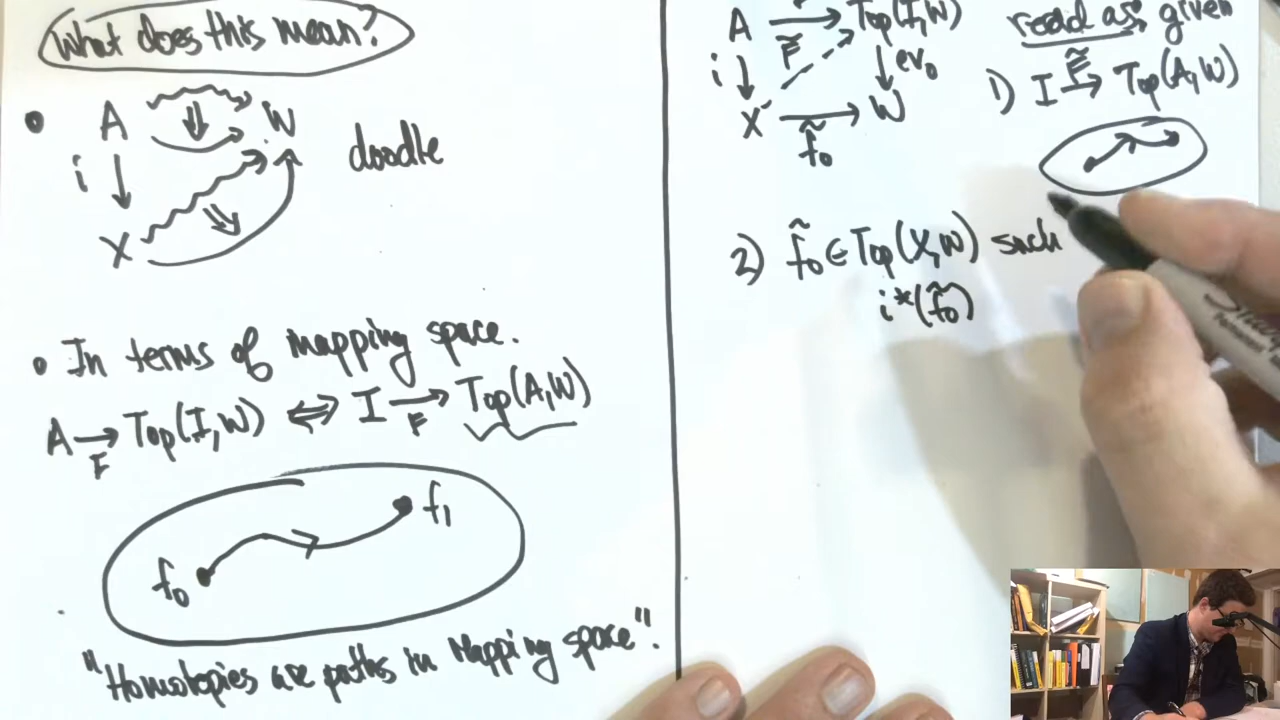 What does this mean?
A W
i
X
doodle
• In terms of mapping space.
A →F Top(I,W) ⇔ I →F Top(A,W)
f₀ f₁
"Homotopies are paths in Mapping space".
A → Top(I,W)
F̃
i ↓ ↓ ev₀
X → W
f̃₀
read as, given
1) I →F̃ Top(A,W)
2) f̃₀ ∈ Top(X,W) such
i*(f̃₀)